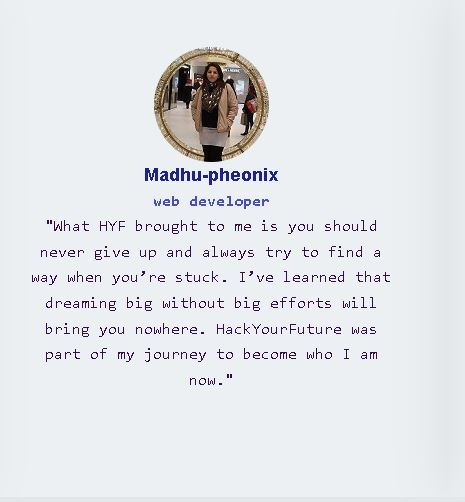 Madhu-pheonix
web developer
"What HYF brought to me is you should
never give up and always try to find a
way when you’re stuck. I’ve learned that
dreaming big without big efforts will
bring you nowhere. HackYourFuture was
part of my journey to become who I am
now."